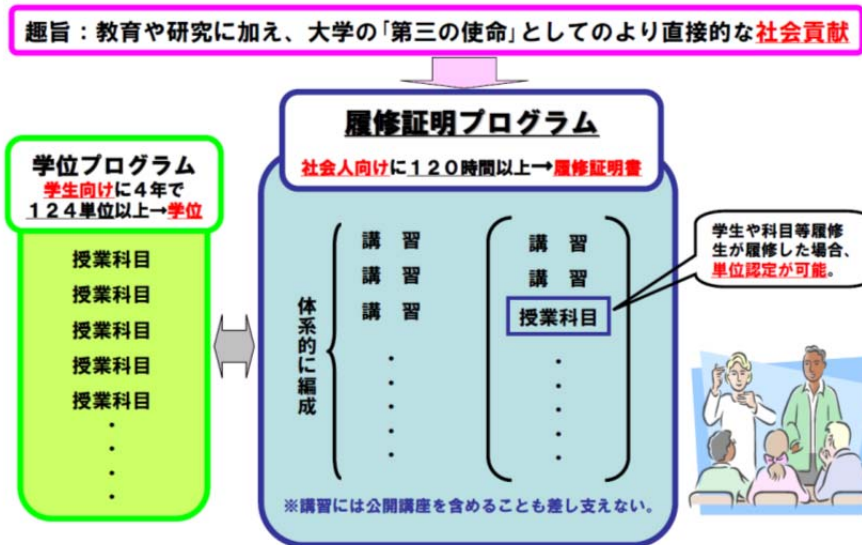 趣旨：教育や研究に加え、大学の「第三の使命」としてのより直接的な社会貢献
履修証明プログラム
社会人向けに１２０時間以上→履修証明書
学位プログラム
学生向けに４年で
１２４単位以上→学位
授業科目
授業科目
授業科目
授業科目
授業科目
・
・
・
・
体系的に編成
講　習
講　習
講　習
・
・
・
・
・
講　習
講　習
授業科目
・
・
・
・
・
学生や科目等履修
生が履修した場合、
単位認定が可能。
※講習には公開講座を含めることも差し支えない。